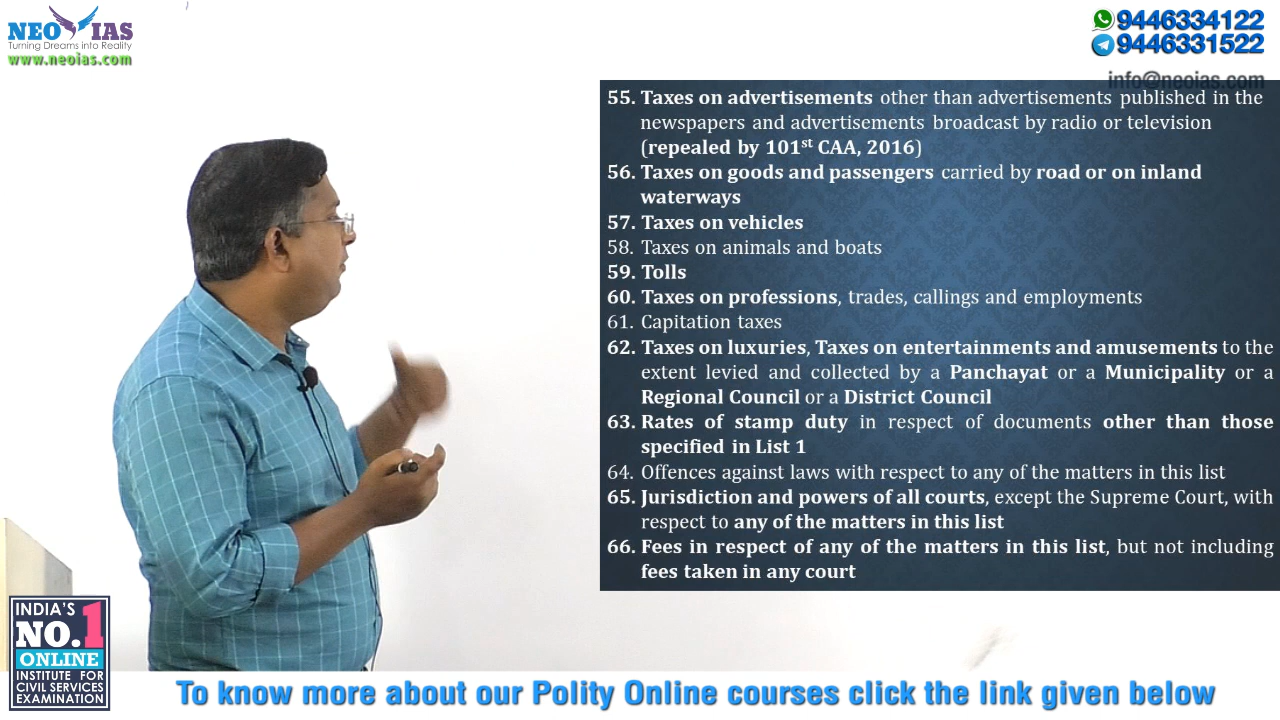 NEO IAS
Turning Dreams into Reality
www.neoias.com
9446334122
9446331522
info@neoias.com
55. Taxes on advertisements other than advertisements published in the
newspapers and advertisements broadcast by radio or television
(repealed by 101st CAA, 2016)
56. Taxes on goods and passengers carried by road or on inland
waterways
57. Taxes on vehicles
58. Taxes on animals and boats
59. Tolls
60. Taxes on professions, trades, callings and employments
61. Capitation taxes
62. Taxes on luxuries, Taxes on entertainments and amusements to the
extent levied and collected by a Panchayat or a Municipality or a
Regional Council or a District Council
63. Rates of stamp duty in respect of documents other than those
specified in List 1
64. Offences against laws with respect to any of the matters in this list
65. Jurisdiction and powers of all courts, except the Supreme Court, with
respect to any of the matters in this list
66. Fees in respect of any of the matters in this list, but not including
fees taken in any court
INDIA'S
NO.1
ONLINE
INSTITUTE FOR
CIVIL SERVICES
EXAMINATION
To know more about our Polity Online courses click the link given below